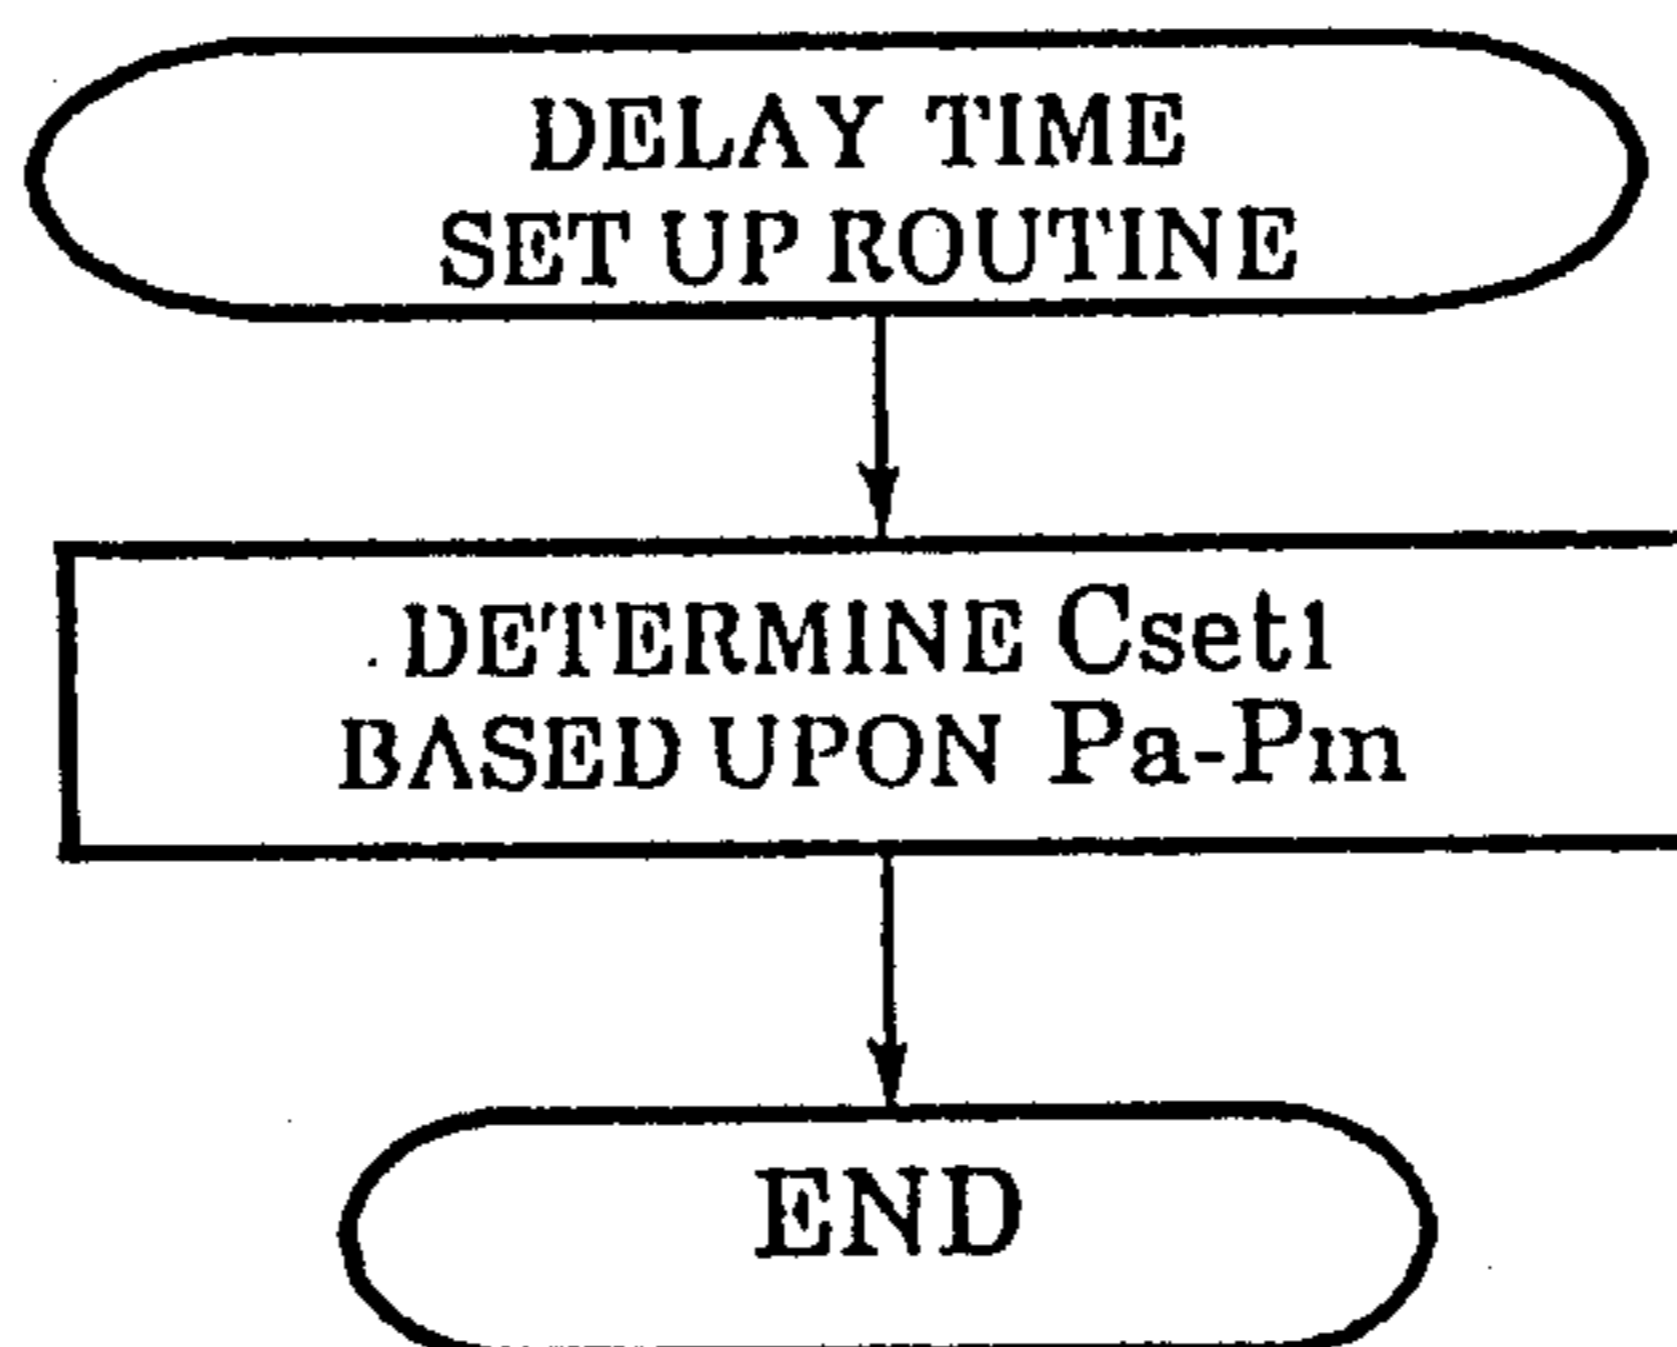 DELAY TIME
SET UP ROUTINE
DETERMINE Cset1
BASED UPON Pa-Pm
END